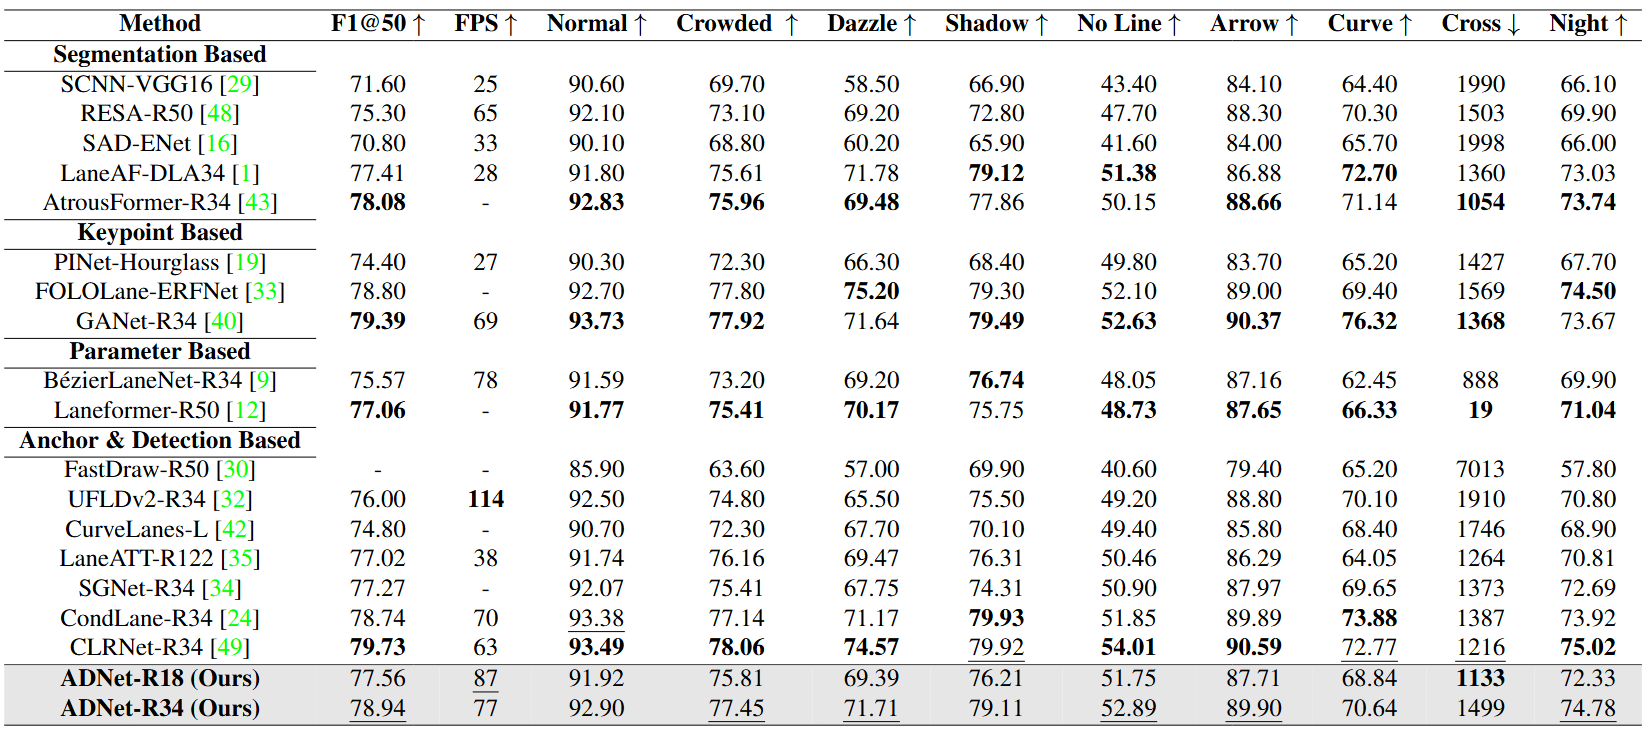 Method F1@50 ↑ FPS ↑ Normal ↑ Crowded ↑ Dazzle ↑ Shadow ↑ No Line ↑ Arrow ↑ Curve ↑ Cross ↓ Night ↑
Segmentation Based
SCNN-VGG16 [29] 71.60 25 90.60 69.70 58.50 66.90 43.40 84.10 64.40 1990 66.10
RESA-R50 [48] 75.30 65 92.10 73.10 69.20 72.80 47.70 88.30 70.30 1503 69.90
SAD-ENet [16] 70.80 33 90.10 68.80 60.20 65.90 41.60 84.00 65.70 1998 66.00
LaneAF-DLA34 [1] 77.41 28 91.80 75.61 71.78 79.12 51.38 86.88 72.70 1360 73.03
AtrousFormer-R34 [43] 78.08 - 92.83 75.96 69.48 77.86 50.15 88.66 71.14 1054 73.74
Keypoint Based
PINet-Hourglass [19] 74.40 27 90.30 72.30 66.30 68.40 49.80 83.70 65.20 1427 67.70
FOLOLane-ERFNet [33] 78.80 - 92.70 77.80 75.20 79.30 52.10 89.00 69.40 1569 74.50
GANet-R34 [40] 79.39 69 93.73 77.92 71.64 79.49 52.63 90.37 76.32 1368 73.67
Parameter Based
BézierLaneNet-R34 [9] 75.57 78 91.59 73.20 69.20 76.74 48.05 87.16 62.45 888 69.90
Laneformer-R50 [12] 77.06 - 91.77 75.41 70.17 75.75 48.73 87.65 66.33 19 71.04
Anchor & Detection Based
FastDraw-R50 [30] - - 85.90 63.60 57.00 69.90 40.60 79.40 65.20 7013 57.80
UFLDv2-R34 [32] 76.00 114 92.50 74.80 65.50 75.50 49.20 88.80 70.10 1910 70.80
CurveLanes-L [42] 74.80 - 90.70 72.30 67.70 70.10 49.40 85.80 68.40 1746 68.90
LaneATT-R122 [35] 77.02 38 91.74 76.16 69.47 76.31 50.46 86.29 64.05 1264 70.81
SGNet-R34 [34] 77.27 - 92.07 75.41 67.75 74.31 50.90 87.97 69.65 1373 72.69
CondLane-R34 [24] 78.74 70 93.38 77.14 71.17 79.93 51.85 89.89 73.88 1387 73.92
CLRNet-R34 [49] 79.73 63 93.49 78.06 74.57 79.92 54.01 90.59 72.77 1216 75.02
ADNet-R18 (Ours) 77.56 87 91.92 75.81 69.39 76.21 51.75 87.71 68.84 1133 72.33
ADNet-R34 (Ours) 78.94 77 92.90 77.45 71.71 79.11 52.89 89.90 70.64 1499 74.78